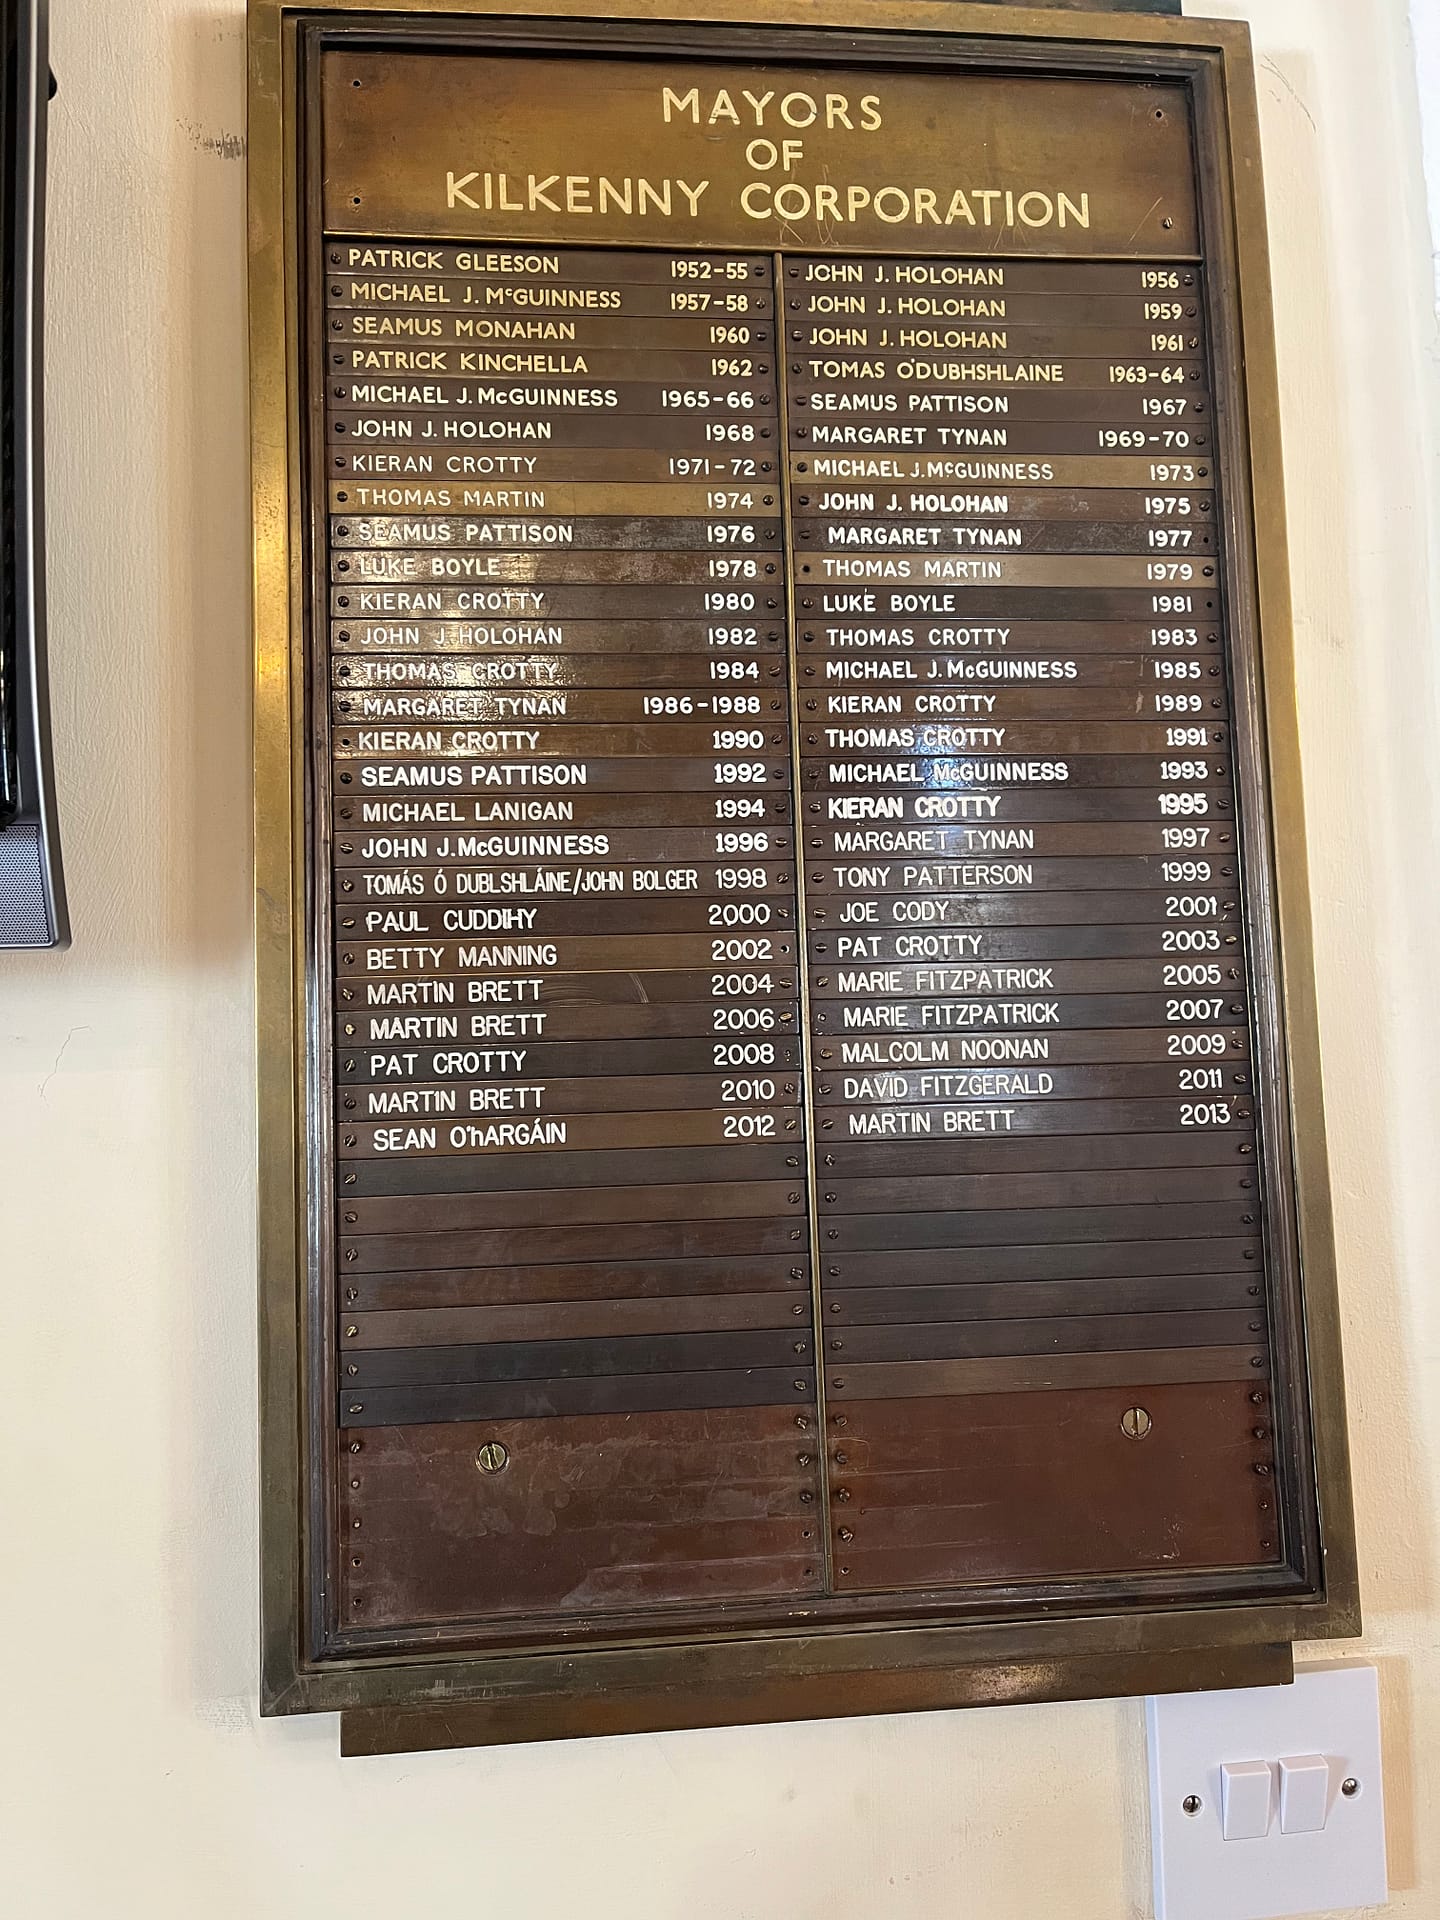 MAYORS
OF
KILKENNY CORPORATION
PATRICK GLEESON 1952-55
JOHN J. HOLOHAN 1956
MICHAEL J. McGUINNESS 1957-58
JOHN J. HOLOHAN 1959
SEAMUS MONAHAN 1960
JOHN J. HOLOHAN 1961
PATRICK KINCHELLA 1962
TOMAS O'DUBHSHLAINE 1963-64
MICHAEL J. McGUINNESS 1965-66
SEAMUS PATTISON 1967
JOHN J. HOLOHAN 1968
MARGARET TYNAN 1969-70
KIERAN CROTTY 1971-72
MICHAEL J. McGUINNESS 1973
THOMAS MARTIN 1974
JOHN J. HOLOHAN 1975
SEAMUS PATTISON 1976
MARGARET TYNAN 1977
LUKE BOYLE 1978
THOMAS MARTIN 1979
KIERAN CROTTY 1980
LUKE BOYLE 1981
JOHN J. HOLOHAN 1982
THOMAS CROTTY 1983
THOMAS CROTTY 1984
MICHAEL J. McGUINNESS 1985
MARGARET TYNAN 1986-1988
KIERAN CROTTY 1989
KIERAN CROTTY 1990
THOMAS CROTTY 1991
SEAMUS PATTISON 1992
MICHAEL McGUINNESS 1993
MICHAEL LANIGAN 1994
KIERAN CROTTY 1995
JOHN J. McGUINNESS 1996
MARGARET TYNAN 1997
TOMÁS Ó DUBLSHLÁINE/JOHN BOLGER 1998
TONY PATTERSON 1999
PAUL CUDDIHY 2000
JOE CODY 2001
BETTY MANNING 2002
PAT CROTTY 2003
MARTIN BRETT 2004
MARIE FITZPATRICK 2005
MARTIN BRETT 2006
MARIE FITZPATRICK 2007
PAT CROTTY 2008
MALCOLM NOONAN 2009
MARTIN BRETT 2010
DAVID FITZGERALD 2011
SEAN O'hARGÁIN 2012
MARTIN BRETT 2013